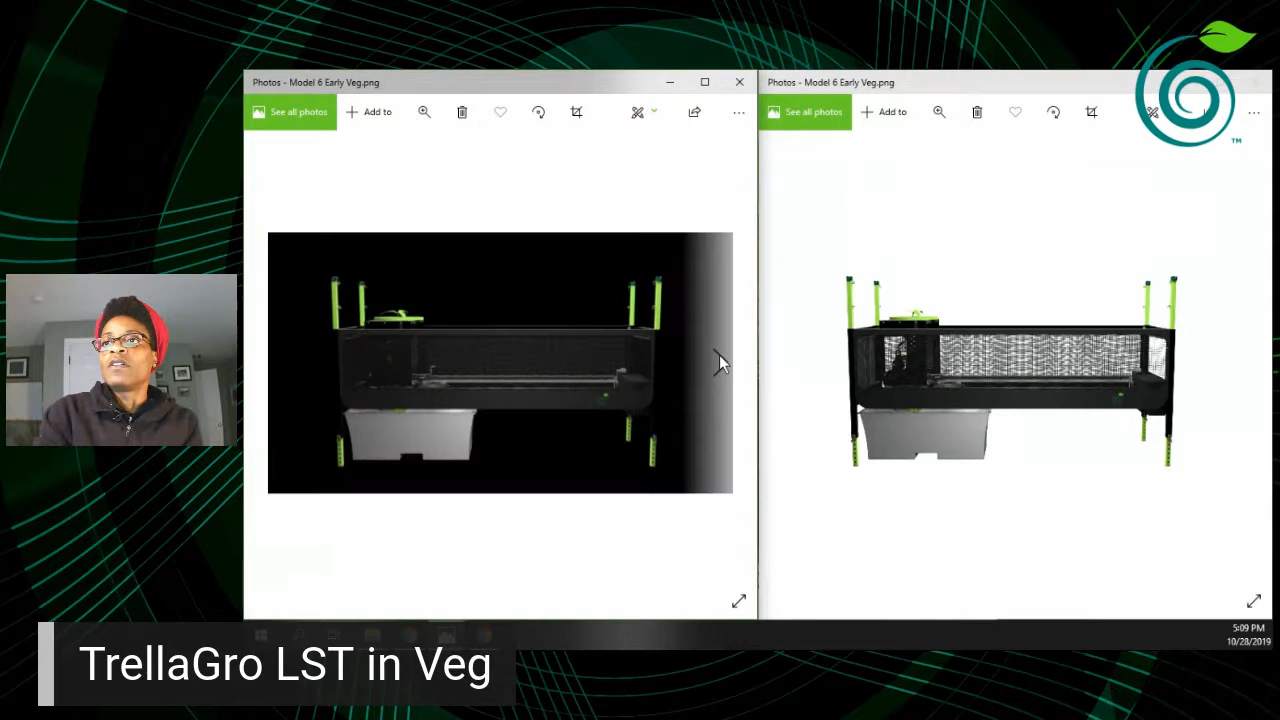 Photos - Model 6 Early Veg.png
See all photos
Add to
Photos - Model 6 Early Veg.png
See all photos
Add to
TM
5:09 PM
10/28/2019
TrellaGro LST in Veg